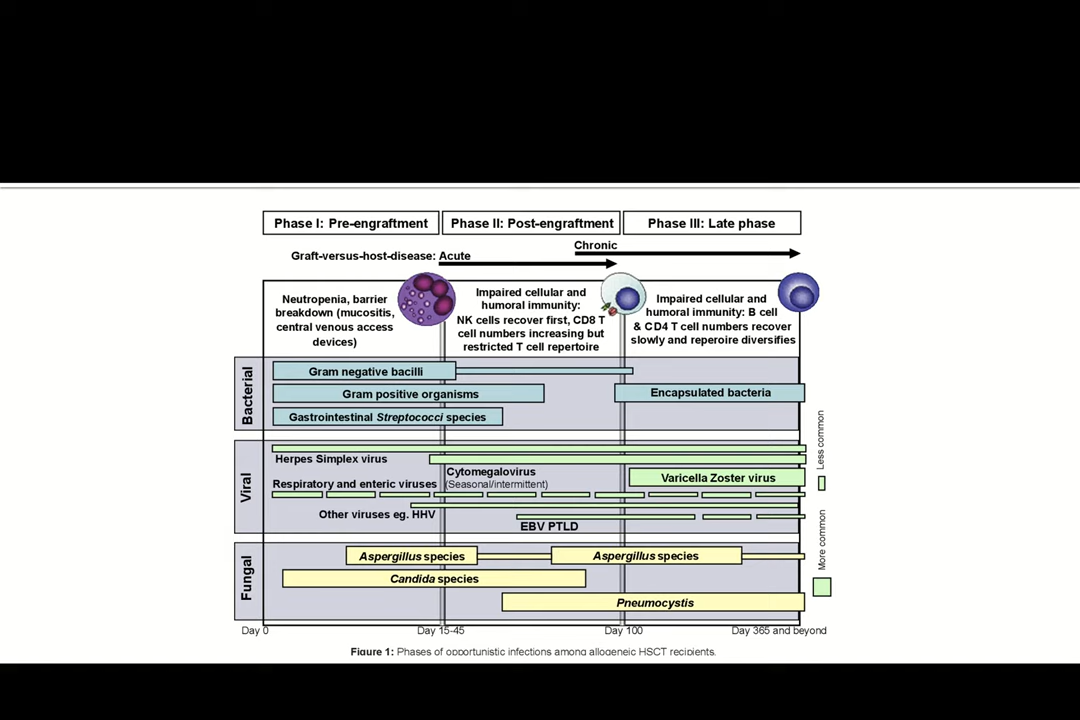 Phase I: Pre-engraftment
Phase II: Post-engraftment
Phase III: Late phase
Chronic
Graft-versus-host-disease: Acute
Neutropenia, barrier
breakdown (mucositis,
central venous access
devices)
Impaired cellular and
humoral immunity:
NK cells recover first, CD8 T
cell numbers increasing but
restricted T cell repertoire
Impaired cellular and
humoral immunity: B cell
& CD4 T cell numbers recover
slowly and reperoire diversifies
Bacterial
Gram negative bacilli
Gram positive organisms
Encapsulated bacteria
Gastrointestinal Streptococci species
Viral
Herpes Simplex virus
Cytomegalovirus
Varicella Zoster virus
Respiratory and enteric viruses (Seasonal/intermittent)
Other viruses eg. HHV
EBV PTLD
Less common
More common
Fungal
Aspergillus species
Aspergillus species
Candida species
Pneumocystis
Day 0
Day 15-45
Day 100
Day 365 and beyond
Figure 1: Phases of opportunistic infections among allogeneic HSCT recipients.